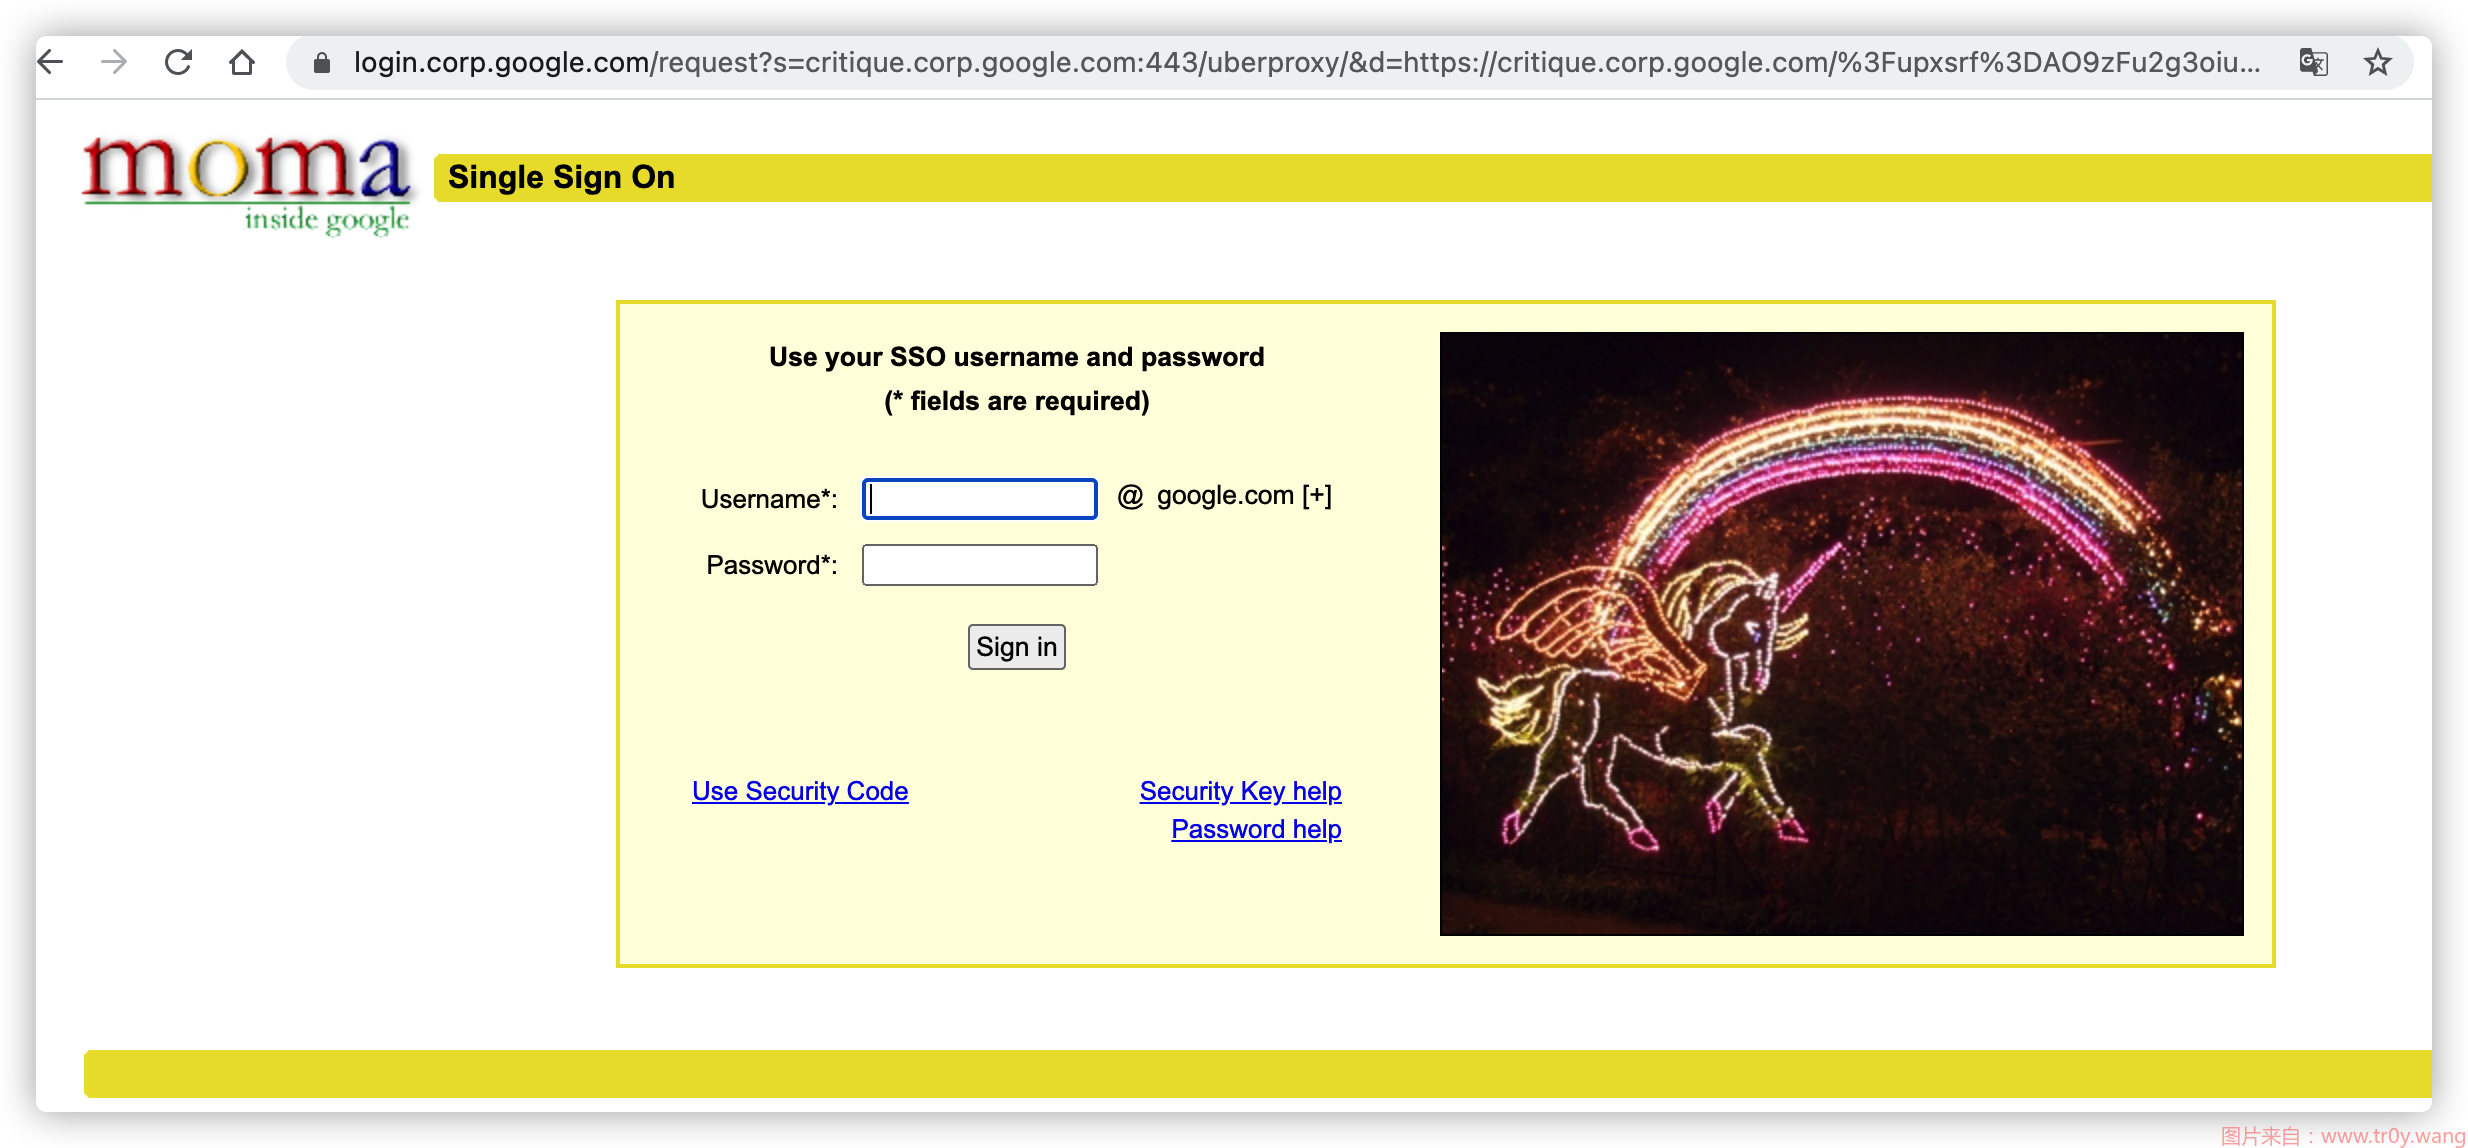 login.corp.google.com/request?s=critique.corp.google.com:443/uberproxy/&d=https://critique.corp.google.com/%3Fupxsrf%3DAO9zFu2g3oiu...
moma
inside google
Single Sign On
Use your SSO username and password
(* fields are required)
Username*:
@ google.com [+]
Password*:
Sign in
Use Security Code
Security Key help
Password help
图片来自：www.tr0y.wang